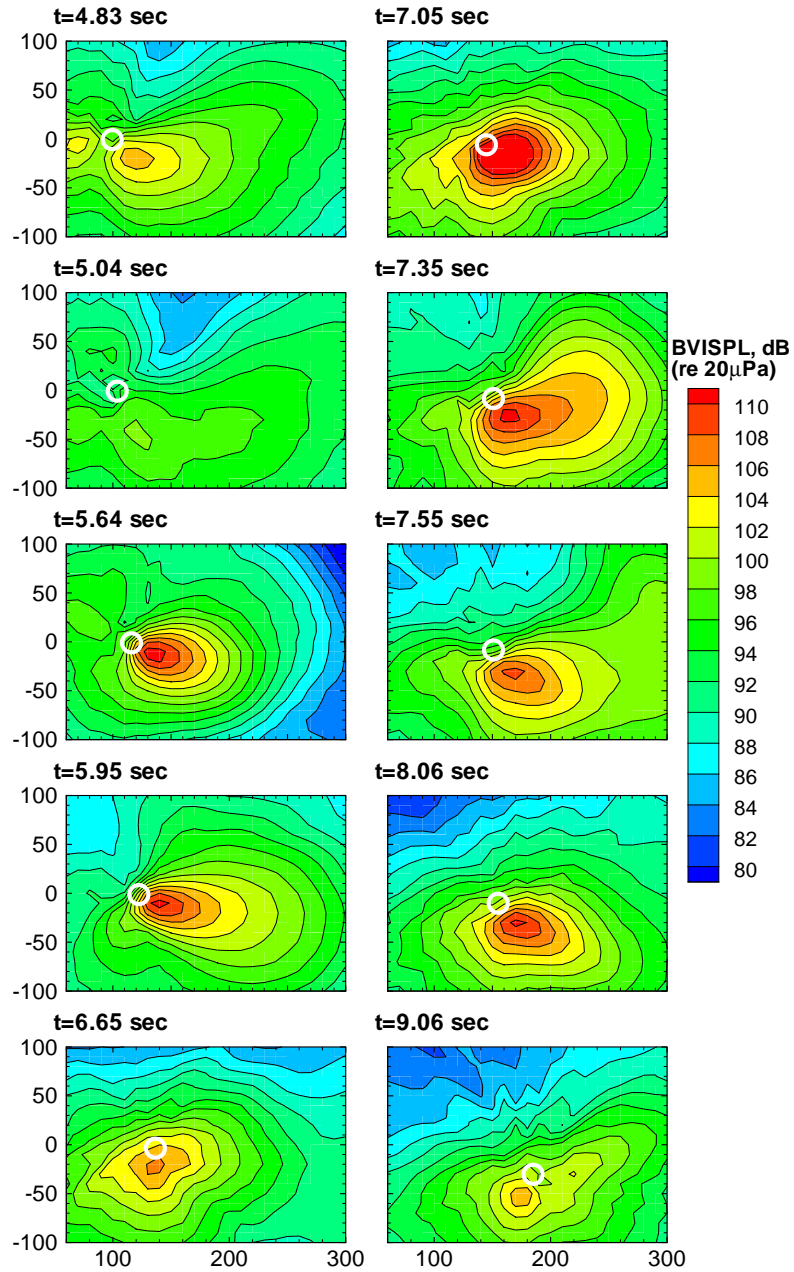 t=4.83 sec
t=7.05 sec
100
50
0
-50
-100
t=5.04 sec
t=7.35 sec
100
50
0
-50
-100
BVISPL, dB
(re 20μPa)
110
108
106
104
102
100
98
96
94
92
90
88
86
84
82
80
t=5.64 sec
t=7.55 sec
100
50
0
-50
-100
t=5.95 sec
t=8.06 sec
100
50
0
-50
-100
t=6.65 sec
t=9.06 sec
100
50
0
-50
-100
100 200 300
100 200 300